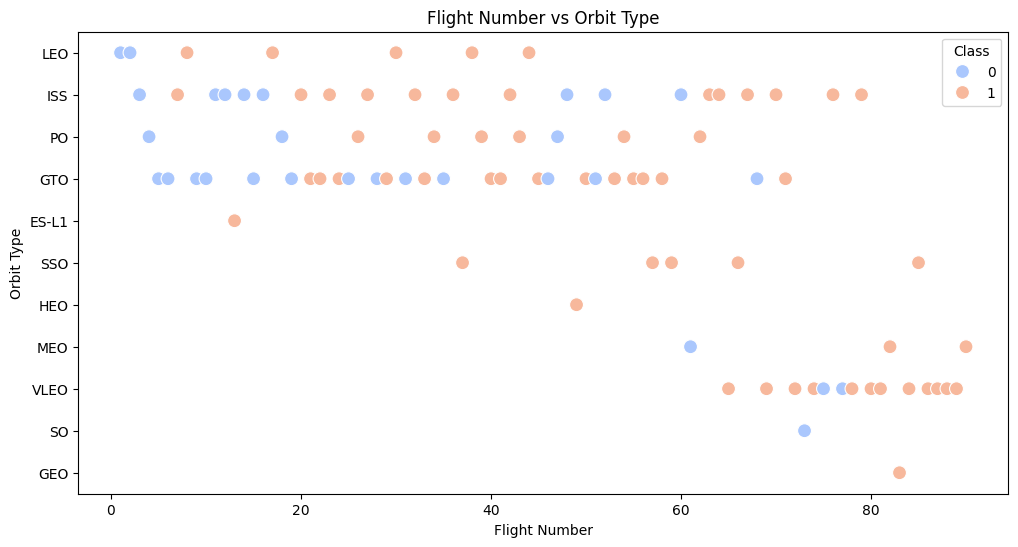 Flight Number vs Orbit Type
Orbit Type
LEO
ISS
PO
GTO
ES-L1
SSO
HEO
MEO
VLEO
SO
GEO
Class
0
1
0 20 40 60 80
Flight Number